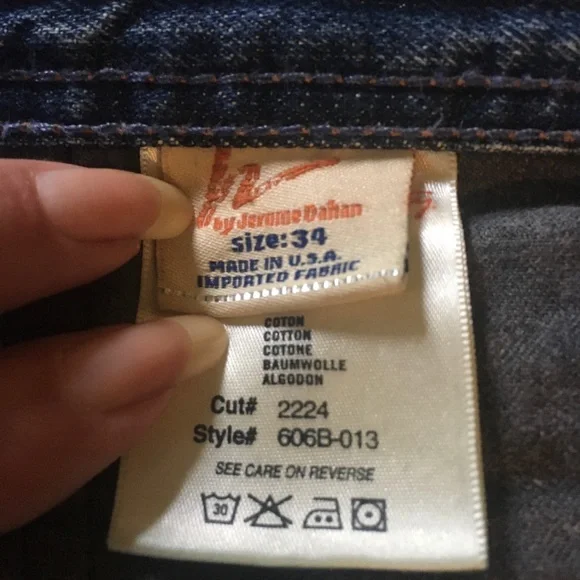 by Jerome Dahan
Size: 34
MADE IN U.S.A.
IMPORTED FABRIC
COTON
COTTON
COTONE
BAUMWOLLE
ALGODON
Cut# 2224
Style# 606B-013
SEE CARE ON REVERSE
30